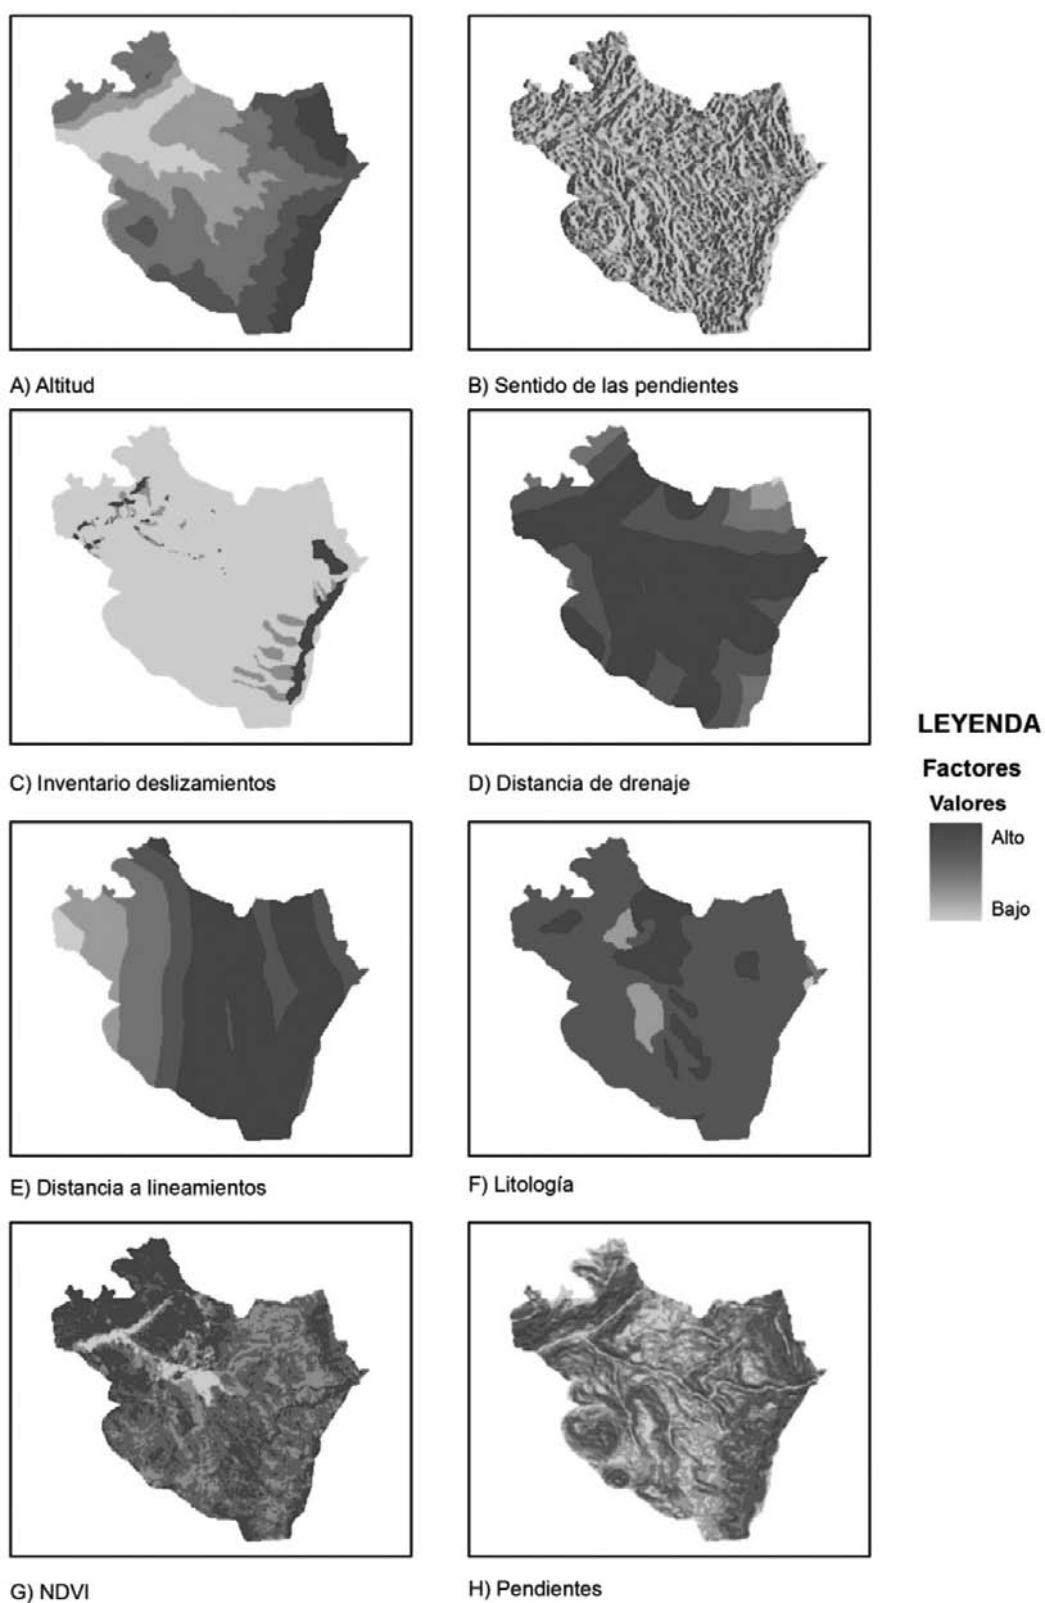 A) Altitud
B) Sentido de las pendientes
C) Inventario deslizamientos
D) Distancia de drenaje
LEYENDA
Factores
Valores
Alto
Bajo
E) Distancia a lineamientos
F) Litología
G) NDVI
H) Pendientes